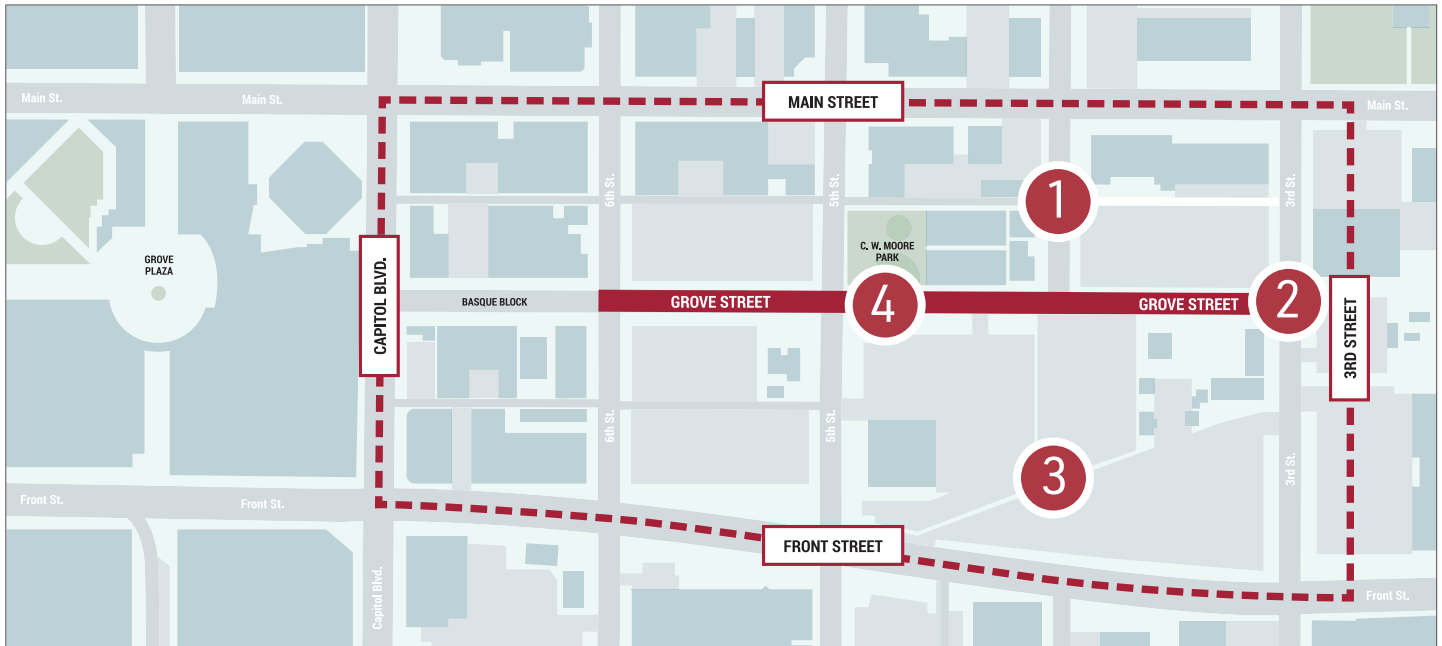 MAIN STREET
Main St.
Main St.
Main St.
1
6th St.
5th St.
3rd St.
C. W. MOORE
PARK
GROVE
PLAZA
CAPITOL BLVD.
BASQUE BLOCK
GROVE STREET
4
GROVE STREET
2
3RD STREET
6th St.
5th St.
3rd St.
3
Front St.
Front St.
FRONT STREET
Capitol Blvd.
Front St.